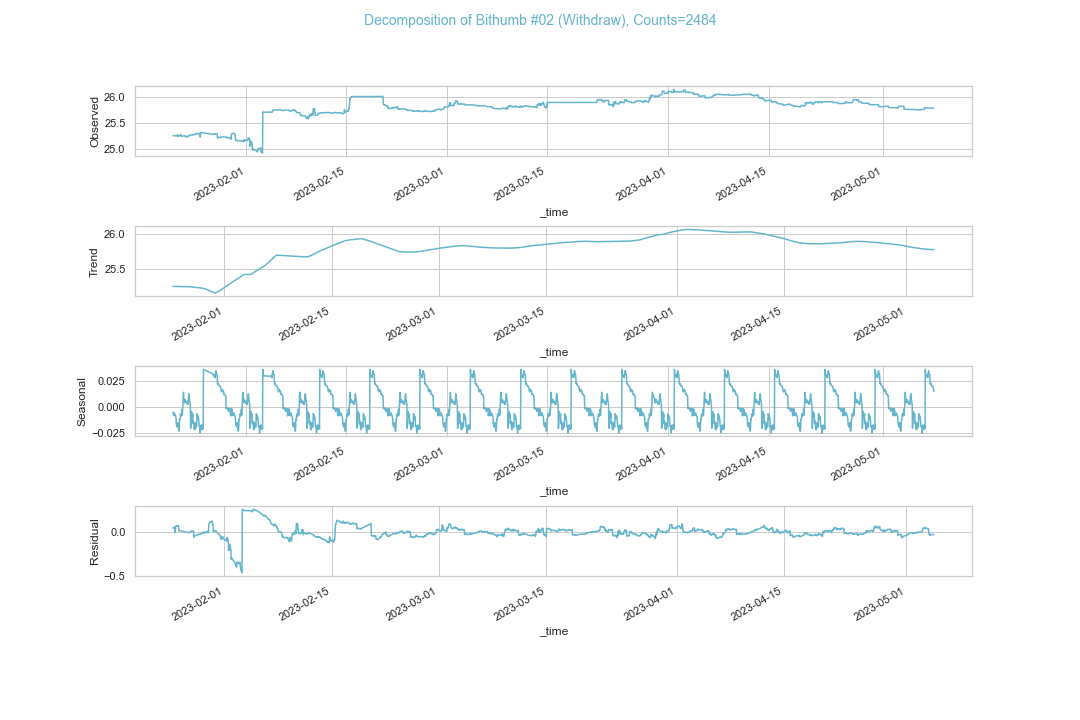 Decomposition of Bithumb #02 (Withdraw), Counts=2484
Observed
26.0
25.5
25.0
2023-02-01 2023-02-15 2023-03-01 2023-03-15 2023-04-01 2023-04-15 2023-05-01
_time
Trend
26.0
25.5
2023-02-01 2023-02-15 2023-03-01 2023-03-15 2023-04-01 2023-04-15 2023-05-01
_time
Seasonal
0.025
0.000
−0.025
2023-02-01 2023-02-15 2023-03-01 2023-03-15 2023-04-01 2023-04-15 2023-05-01
_time
Residual
0.0
−0.5
2023-02-01 2023-02-15 2023-03-01 2023-03-15 2023-04-01 2023-04-15 2023-05-01
_time